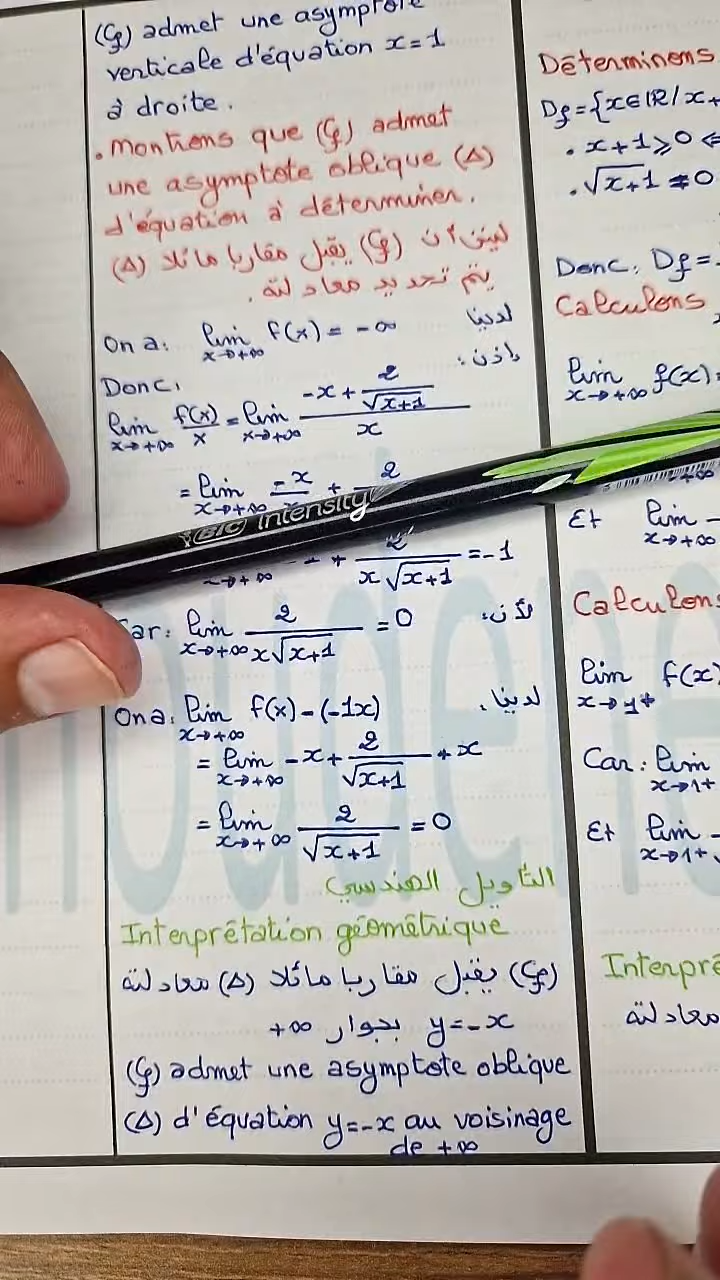 (Cf) admet une asymptote
verticale d'équation x=1
à droite.
. Montrons que (Cf) admet
une asymptote oblique (Δ)
d'équation à déterminer.
لنبين أن (Cf) يقبل مقاربا مائلا (Δ)
يتم تحديد معادلته.
On a: lim f(x) = -∞ لدينا
x→+∞
Donc, إذن،
lim f(x)/x = lim (-x + 2/√x+1)/x
x→+∞ x→+∞
= lim -x/ + 2
x→+∞
+ 2/x√x+1 = -1
x→+∞
Car: lim 2/x√x+1 = 0 لأن:
x→+∞
On a: lim f(x) - (-1x) لدينا،
x→+∞
= lim -x + 2/√x+1 + x
x→+∞
= lim 2/√x+1 = 0
x→+∞
التأويل الهندسي
Interprétation géométrique
(Cf) يقبل مقاربا مائلا (Δ) معادلته
y=-x بجوار +∞
(Cf) admet une asymptote oblique
(Δ) d'équation y=-x au voisinage
de +∞
Déterminons
Df={x∈ℝ/x+
. x+1⩾0
. √x+1 ≠0
Donc, Df=
Calculons
lim f(x)=
x→+∞
+∞
Et lim -
x→+∞
Calculons
lim f(x)
x→1+
Car: lim
x→1+
Et lim -
x→1+
Interpré
معادلته
BIC intensity